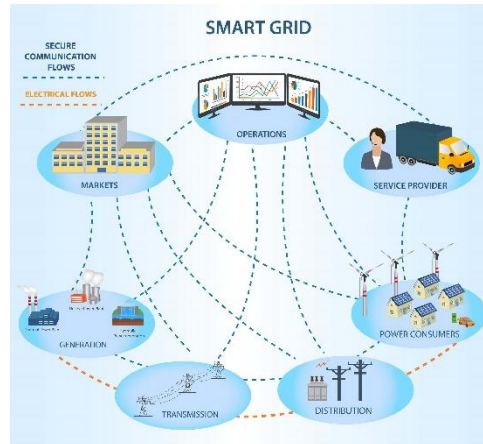 SMART GRID
SECURE
COMMUNICATION
FLOWS
ELECTRICAL FLOWS
OPERATIONS
MARKETS
SERVICE PROVIDER
GENERATION
POWER CONSUMERS
TRANSMISSION
DISTRIBUTION